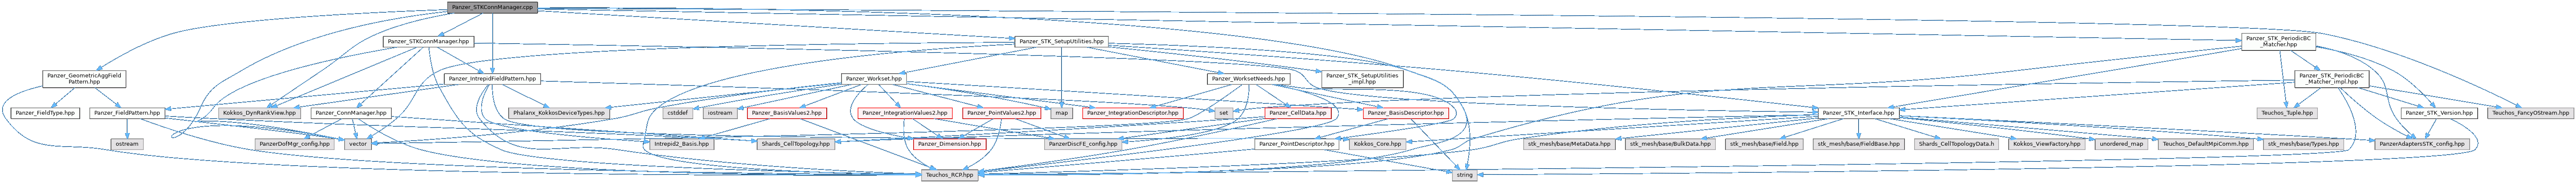 Panzer_STKConnManager.cpp
Panzer_STKConnManager.hpp
Panzer_STK_SetupUtilities.hpp
Panzer_STK_PeriodicBC
_Matcher.hpp
Panzer_GeometricAggField
Pattern.hpp
Panzer_IntrepidFieldPattern.hpp
Panzer_Workset.hpp
Panzer_WorksetNeeds.hpp
Panzer_STK_SetupUtilities
_impl.hpp
Panzer_STK_PeriodicBC
_Matcher_impl.hpp
Panzer_FieldType.hpp
Panzer_FieldPattern.hpp
Kokkos_DynRankView.hpp
Panzer_ConnManager.hpp
Phalanx_KokkosDeviceTypes.hpp
cstddef
iostream
Panzer_BasisValues2.hpp
Panzer_IntegrationValues2.hpp
Panzer_PointValues2.hpp
map
Panzer_IntegrationDescriptor.hpp
set
Panzer_CellData.hpp
Panzer_BasisDescriptor.hpp
Panzer_STK_Interface.hpp
Teuchos_Tuple.hpp
Panzer_STK_Version.hpp
Teuchos_FancyOStream.hpp
ostream
PanzerDofMgr_config.hpp
vector
Intrepid2_Basis.hpp
Shards_CellTopology.hpp
Panzer_Dimension.hpp
PanzerDiscFE_config.hpp
Panzer_PointDescriptor.hpp
Kokkos_Core.hpp
stk_mesh/base/MetaData.hpp
stk_mesh/base/BulkData.hpp
stk_mesh/base/Field.hpp
stk_mesh/base/FieldBase.hpp
Shards_CellTopologyData.h
Kokkos_ViewFactory.hpp
unordered_map
Teuchos_DefaultMpiComm.hpp
stk_mesh/base/Types.hpp
PanzerAdaptersSTK_config.hpp
Teuchos_RCP.hpp
string